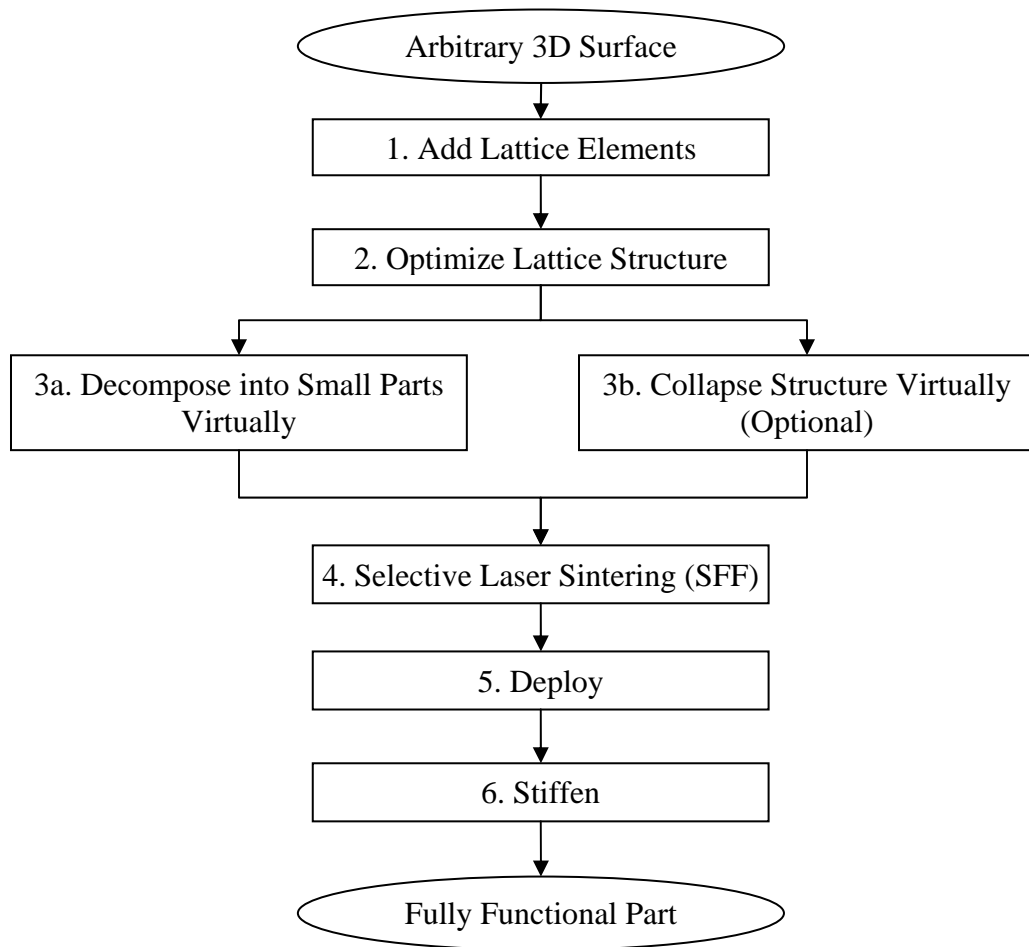 Arbitrary 3D Surface
1. Add Lattice Elements
2. Optimize Lattice Structure
3a. Decompose into Small Parts
Virtually
3b. Collapse Structure Virtually
(Optional)
4. Selective Laser Sintering (SFF)
5. Deploy
6. Stiffen
Fully Functional Part